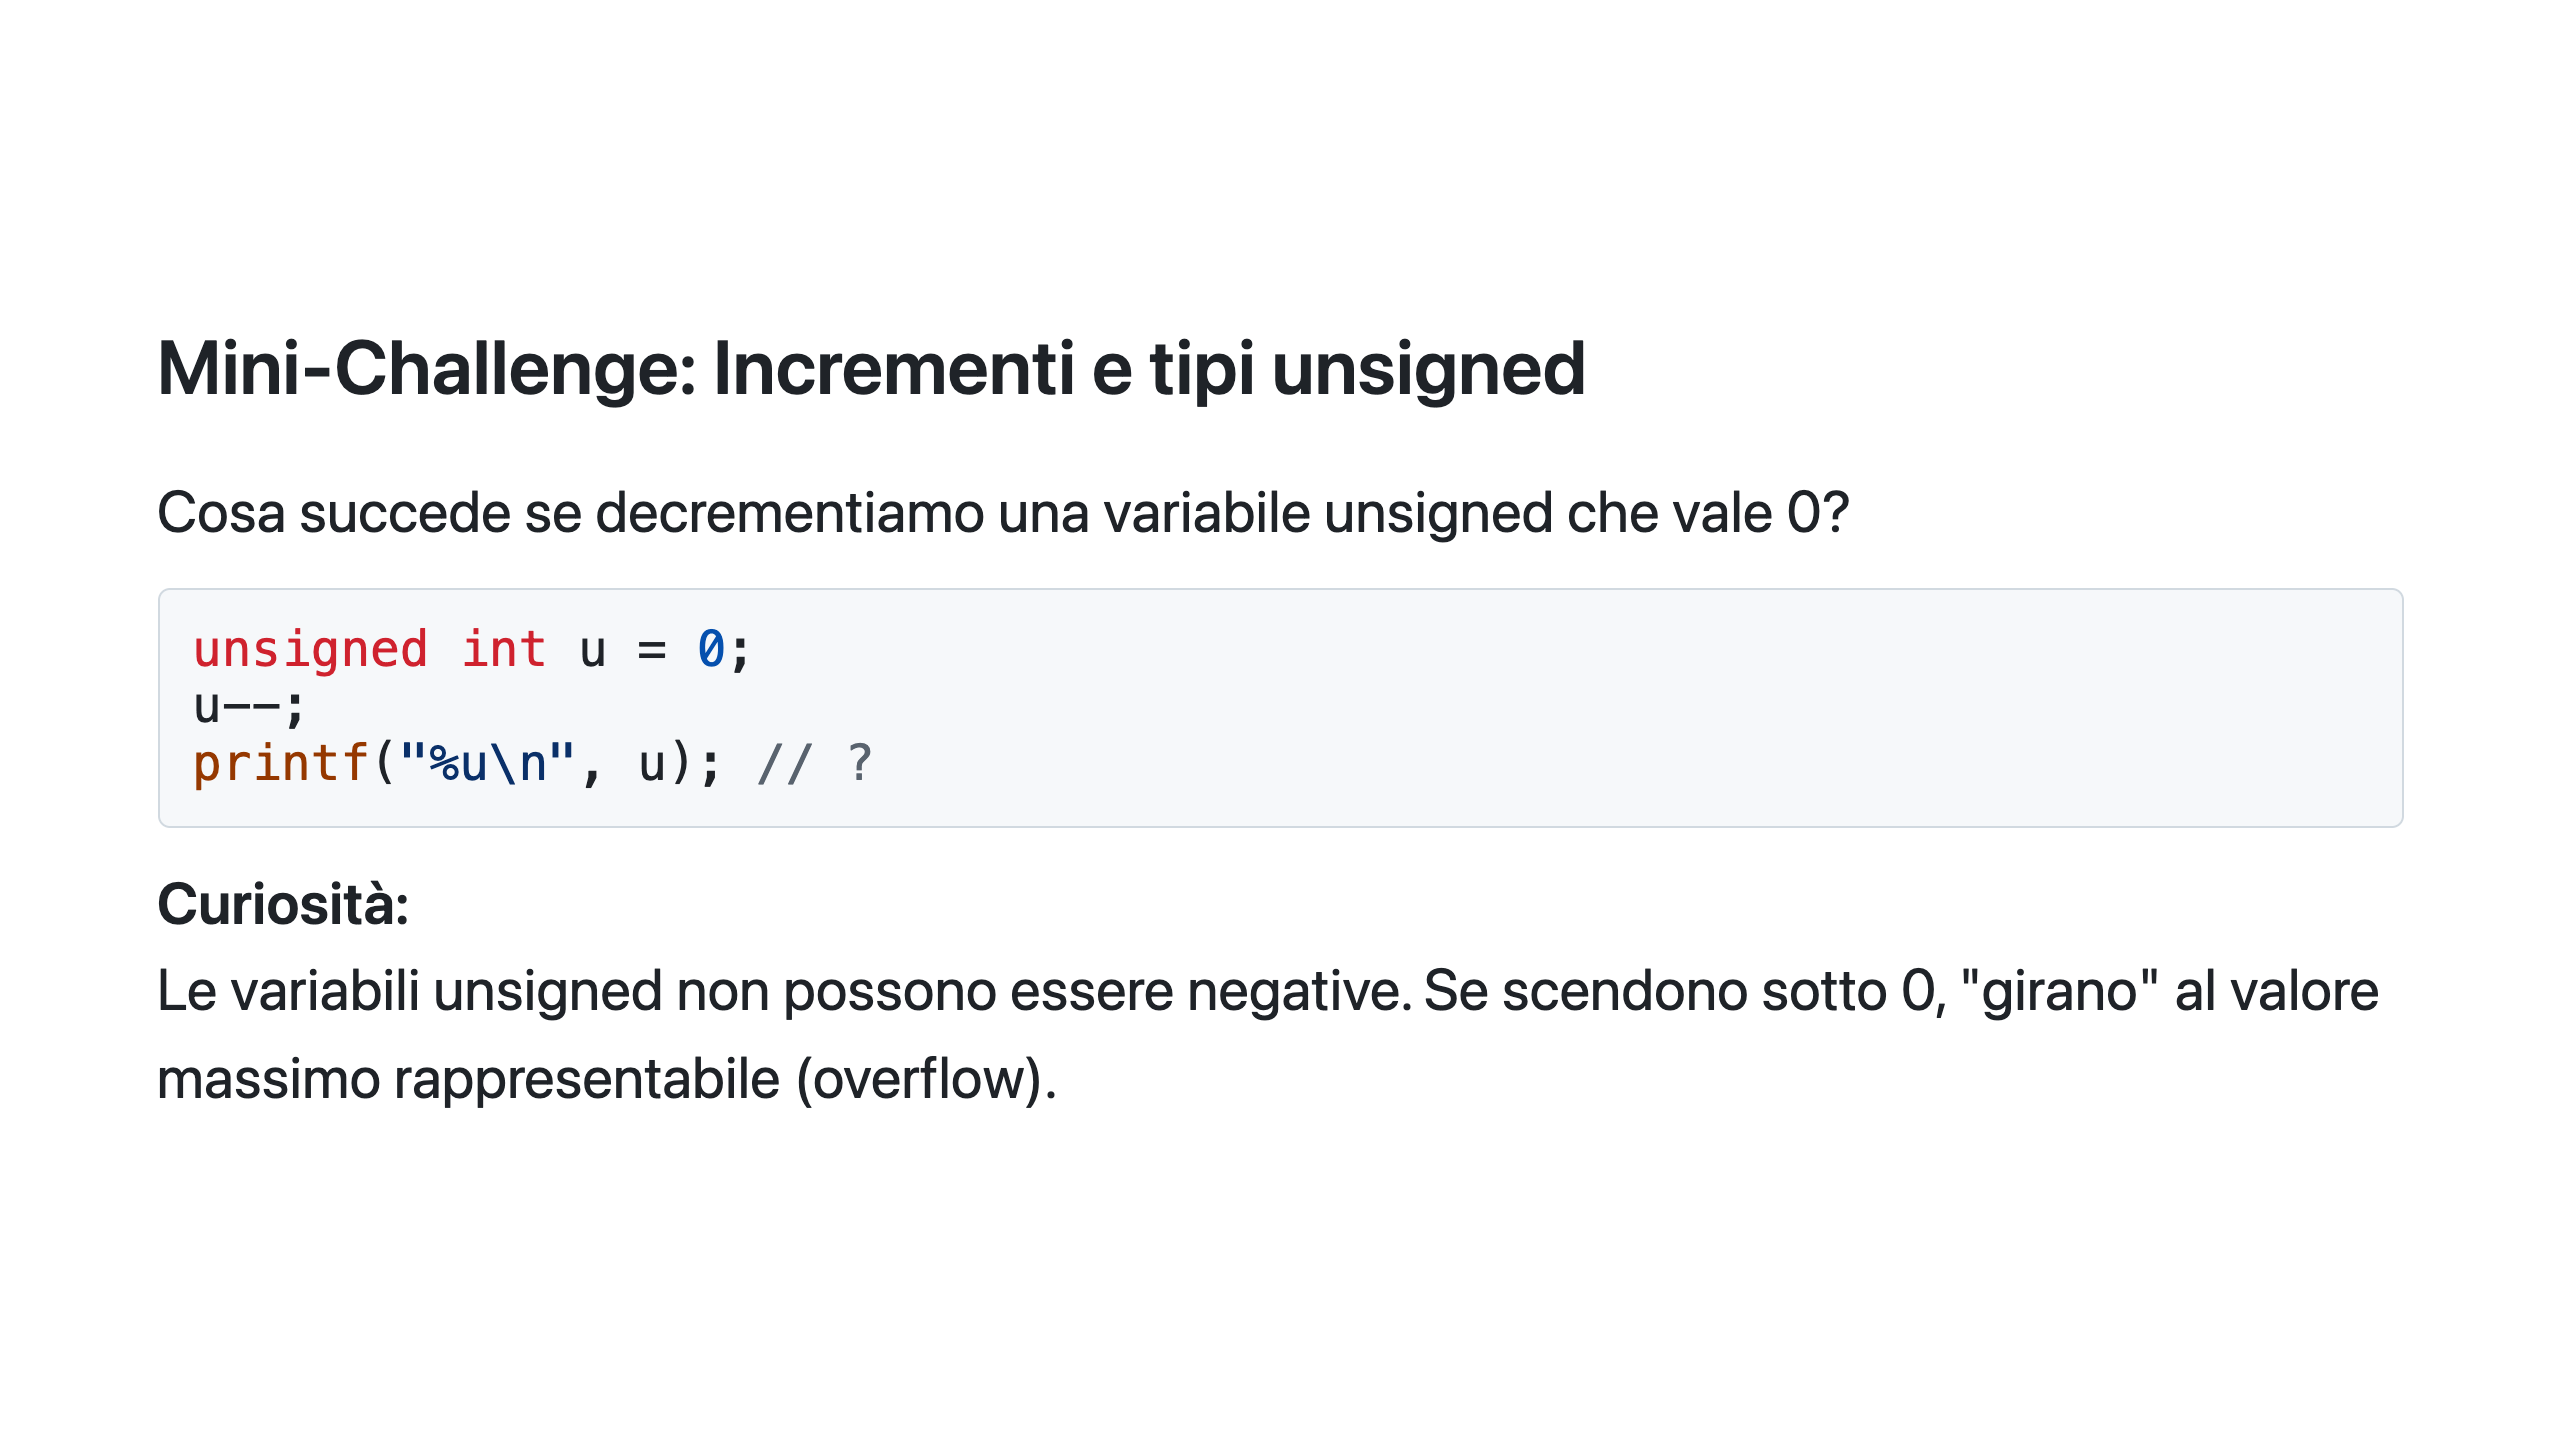 Mini-Challenge: Incrementi e tipi unsigned
Cosa succede se decrementiamo una variabile unsigned che vale 0?
unsigned int u = 0;
u--;
printf("%u\n", u); // ?
Curiosità:
Le variabili unsigned non possono essere negative. Se scendono sotto 0, "girano" al valore
massimo rappresentabile (overflow).